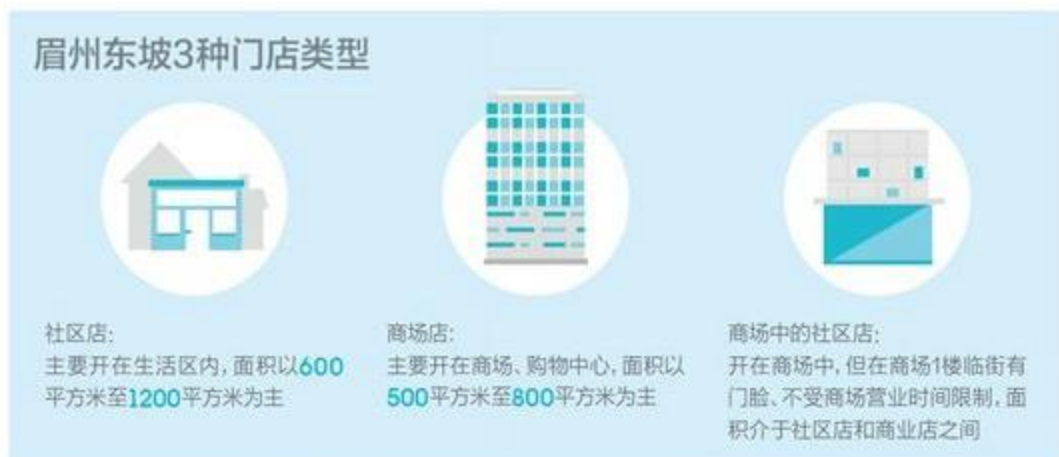 眉州东坡3种门店类型
社区店:
主要开在生活区内,面积以600
平方米至1200平方米为主
商场店:
主要开在商场、购物中心,面积以
500平方米至800平方米为主
商场中的社区店:
开在商场中,但在商场1楼临街有
门脸、不受商场营业时间限制,面
积介于社区店和商业店之间